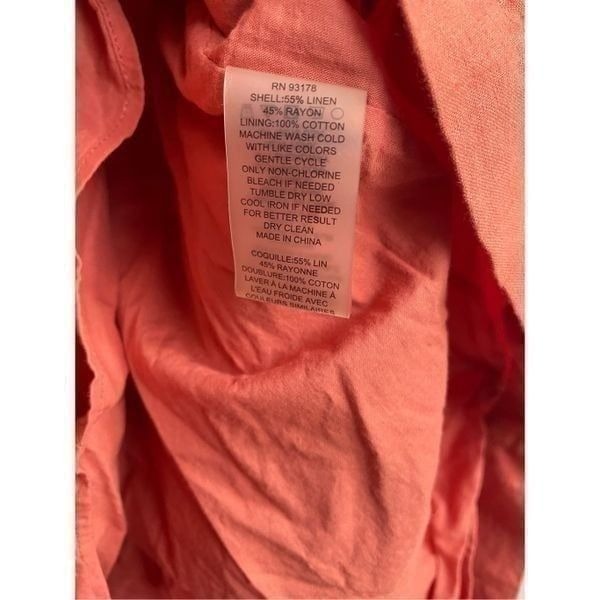 RN 93178
SHELL:55% LINEN
45% RAYON
LINING:100% COTTON
MACHINE WASH COLD
WITH LIKE COLORS
GENTLE CYCLE
ONLY NON-CHLORINE
BLEACH IF NEEDED
TUMBLE DRY LOW
COOL IRON IF NEEDED
FOR BETTER RESULT
DRY CLEAN
MADE IN CHINA
COQUILLE:55% LIN
45% RAYONNE
DOUBLURE:100% COTON
LAVER À LA MACHINE À
L'EAU FROIDE AVEC
COULEURS SIMILAIRES